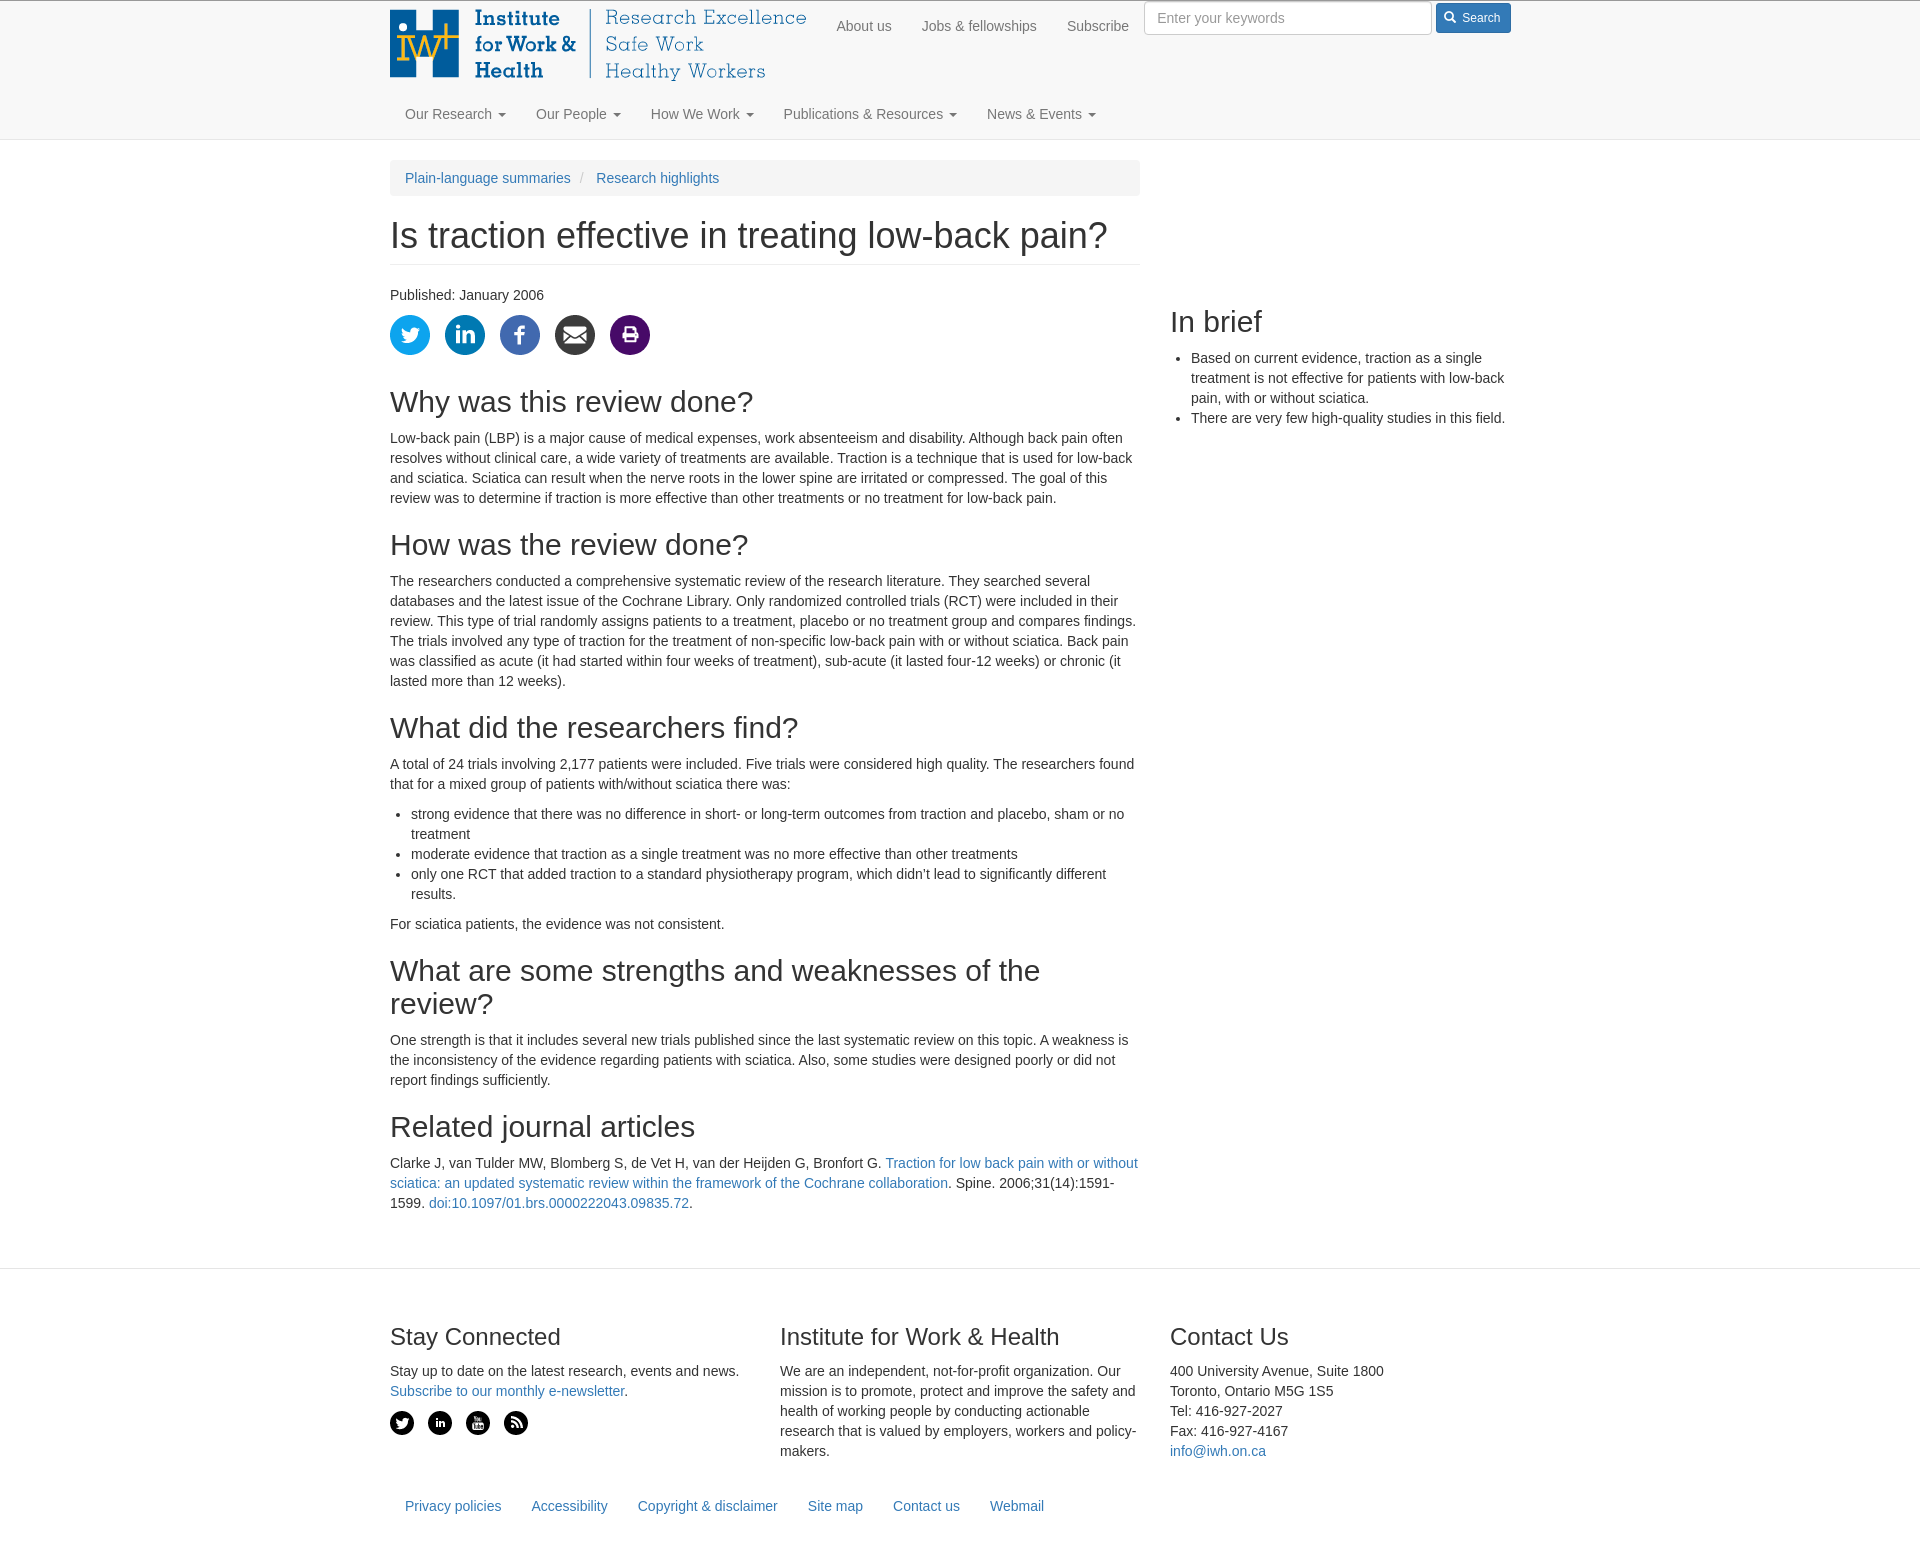 iwh
Institute
for Work &
Health
Research Excellence
Safe Work
Healthy Workers
About us
Jobs & fellowships
Subscribe
Enter your keywords
Search
Our Research
Our People
How We Work
Publications & Resources
News & Events
Plain-language summaries / Research highlights
Is traction effective in treating low-back pain?
Published: January 2006
Why was this review done?
Low-back pain (LBP) is a major cause of medical expenses, work absenteeism and disability. Although back pain often
resolves without clinical care, a wide variety of treatments are available. Traction is a technique that is used for low-back
and sciatica. Sciatica can result when the nerve roots in the lower spine are irritated or compressed. The goal of this
review was to determine if traction is more effective than other treatments or no treatment for low-back pain.
How was the review done?
The researchers conducted a comprehensive systematic review of the research literature. They searched several
databases and the latest issue of the Cochrane Library. Only randomized controlled trials (RCT) were included in their
review. This type of trial randomly assigns patients to a treatment, placebo or no treatment group and compares findings.
The trials involved any type of traction for the treatment of non-specific low-back pain with or without sciatica. Back pain
was classified as acute (it had started within four weeks of treatment), sub-acute (it lasted four-12 weeks) or chronic (it
lasted more than 12 weeks).
What did the researchers find?
A total of 24 trials involving 2,177 patients were included. Five trials were considered high quality. The researchers found
that for a mixed group of patients with/without sciatica there was:
• strong evidence that there was no difference in short- or long-term outcomes from traction and placebo, sham or no
treatment
• moderate evidence that traction as a single treatment was no more effective than other treatments
• only one RCT that added traction to a standard physiotherapy program, which didn’t lead to significantly different
results.
For sciatica patients, the evidence was not consistent.
What are some strengths and weaknesses of the
review?
One strength is that it includes several new trials published since the last systematic review on this topic. A weakness is
the inconsistency of the evidence regarding patients with sciatica. Also, some studies were designed poorly or did not
report findings sufficiently.
Related journal articles
Clarke J, van Tulder MW, Blomberg S, de Vet H, van der Heijden G, Bronfort G. Traction for low back pain with or without
sciatica: an updated systematic review within the framework of the Cochrane collaboration. Spine. 2006;31(14):1591-
1599. doi:10.1097/01.brs.0000222043.09835.72.
In brief
• Based on current evidence, traction as a single
treatment is not effective for patients with low-back
pain, with or without sciatica.
• There are very few high-quality studies in this field.
Stay Connected
Stay up to date on the latest research, events and news.
Subscribe to our monthly e-newsletter.
Institute for Work & Health
We are an independent, not-for-profit organization. Our
mission is to promote, protect and improve the safety and
health of working people by conducting actionable
research that is valued by employers, workers and policy-
makers.
Contact Us
400 University Avenue, Suite 1800
Toronto, Ontario M5G 1S5
Tel: 416-927-2027
Fax: 416-927-4167
info@iwh.on.ca
Privacy policies
Accessibility
Copyright & disclaimer
Site map
Contact us
Webmail